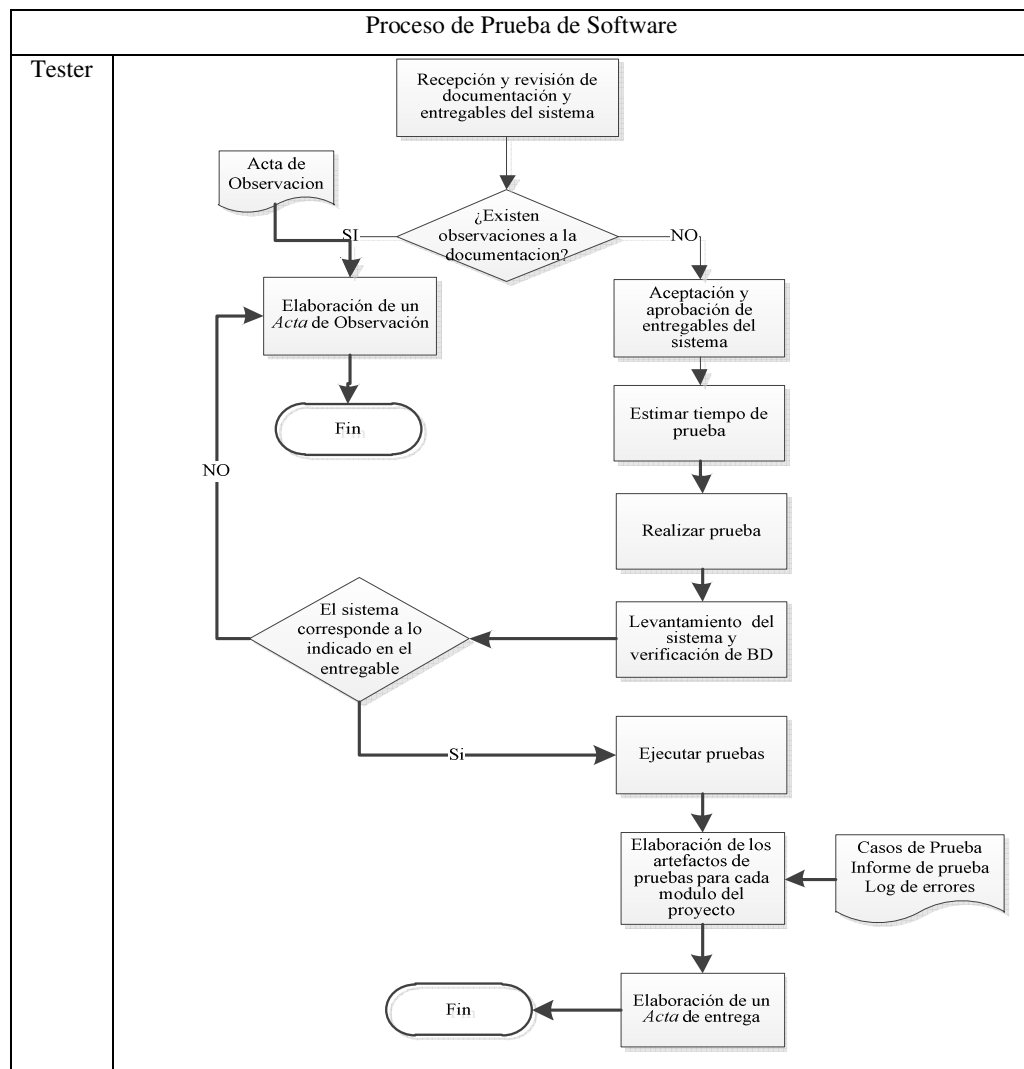 Proceso de Prueba de Software
Tester
Recepción y revisión de
documentación y
entregables del sistema
Acta de
Observacion
¿Existen
observaciones a la
documentacion?
SI
NO
Elaboración de un
Acta de Observación
Aceptación y
aprobación de
entregables del
sistema
Fin
Estimar tiempo de
prueba
NO
Realizar prueba
El sistema
corresponde a lo
indicado en el
entregable
Levantamiento del
sistema y
verificación de BD
Si
Ejecutar pruebas
Elaboración de los
artefactos de
pruebas para cada
modulo del
proyecto
Casos de Prueba
Informe de prueba
Log de errores
Elaboración de un
Acta de entrega
Fin